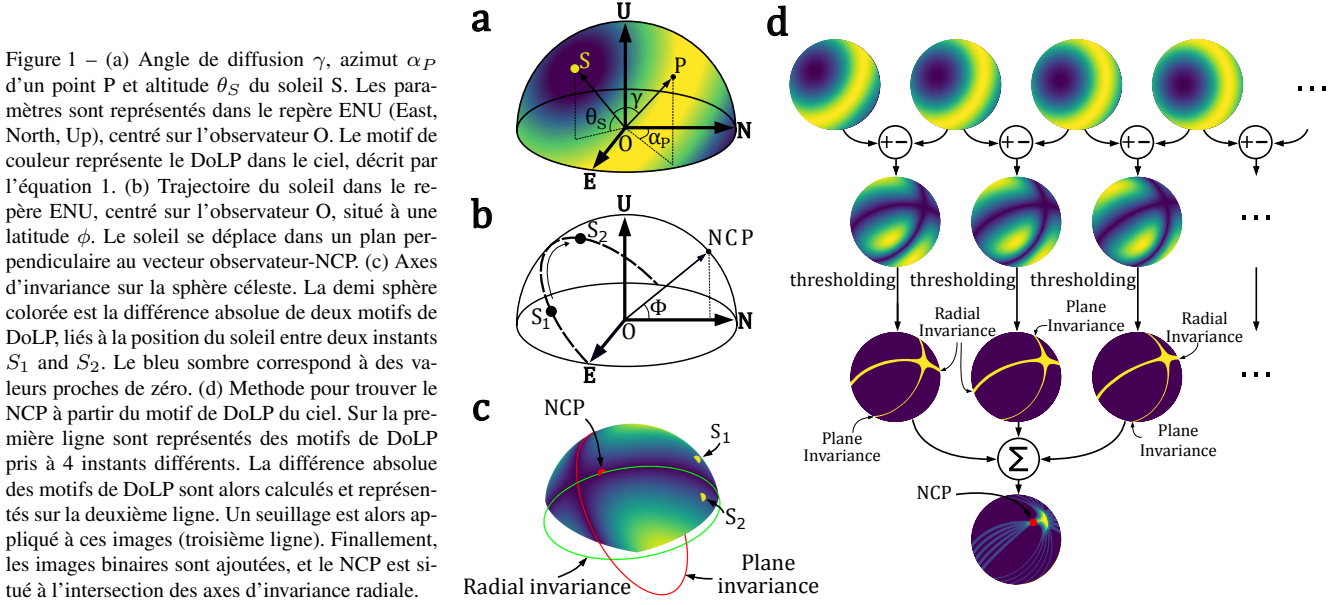 Figure 1 – (a) Angle de diffusion γ, azimut α_P
d'un point P et altitude θ_S du soleil S. Les para-
mètres sont représentés dans le repère ENU (East,
North, Up), centré sur l'observateur O. Le motif de
couleur représente le DoLP dans le ciel, décrit par
l'équation 1. (b) Trajectoire du soleil dans le re-
père ENU, centré sur l'observateur O, situé à une
latitude ϕ. Le soleil se déplace dans un plan per-
pendiculaire au vecteur observateur-NCP. (c) Axes
d'invariance sur la sphère céleste. La demi sphère
colorée est la différence absolue de deux motifs de
DoLP, liés à la position du soleil entre deux instants
S_1 and S_2. Le bleu sombre correspond à des va-
leurs proches de zéro. (d) Methode pour trouver le
NCP à partir du motif de DoLP du ciel. Sur la pre-
mière ligne sont représentés des motifs de DoLP
pris à 4 instants différents. La différence absolue
des motifs de DoLP sont alors calculés et représen-
tés sur la deuxième ligne. Un seuillage est alors ap-
pliqué à ces images (troisième ligne). Finallement,
les images binaires sont ajoutées, et le NCP est si-
tué à l'intersection des axes d'invariance radiale.
a
U
S
P
γ
θ_S
O
α_P
N
E
b
U
S_2
NCP
S_1
Φ
O
N
E
c
NCP
S_1
S_2
Radial invariance
Plane
invariance
d
...
+− +− +− +−
...
thresholding thresholding thresholding
Radial
Invariance
Plane
Invariance
Radial
Invariance
...
Plane
Invariance
Plane
Invariance
Σ
NCP